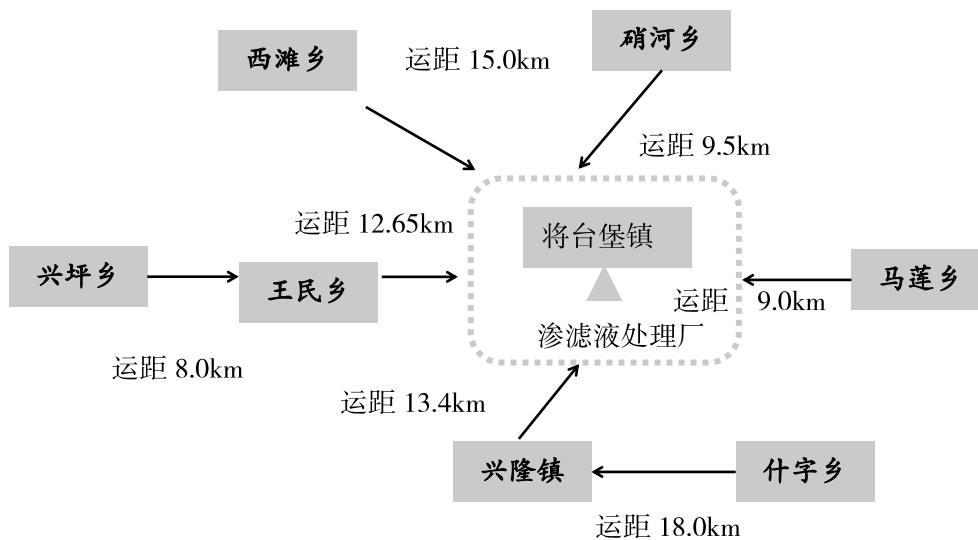 硝河乡
西滩乡
运距 15.0km
运距 9.5km
运距 12.65km
将台堡镇
兴坪乡
王民乡
马莲乡
运距 9.0km
渗滤液处理厂
运距 8.0km
运距 13.4km
兴隆镇
什字乡
运距 18.0km